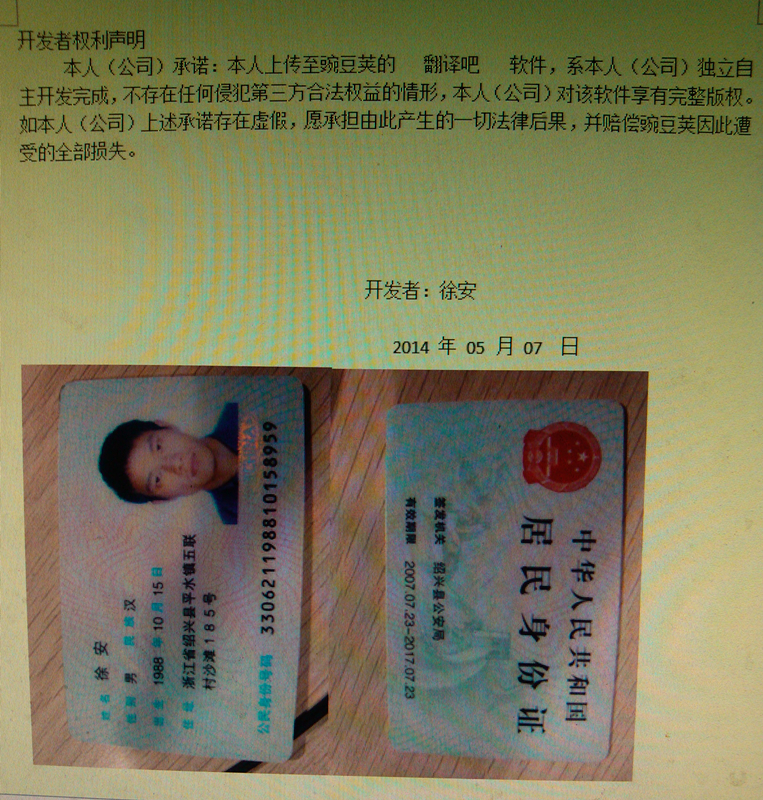 开发者权利声明
本人（公司）承诺：本人上传至豌豆荚的 翻译吧 软件，系本人（公司）独立自
主开发完成，不存在任何侵犯第三方合法权益的情形，本人（公司）对该软件享有完整版权。
如本人（公司）上述承诺存在虚假，愿承担由此产生的一切法律后果，并赔偿豌豆荚因此遭
受的全部损失。
开发者：徐安
2014 年 05 月 07 日
姓名 徐安
性别 男 民族 汉
出生 1988 年 10 月 15 日
住址 浙江省绍兴县平水镇五联
村沙滩185号
公民身份号码 330621198810158959
中华人民共和国
居民身份证
签发机关 绍兴县公安局
有效期限 2007.07.23-2017.07.23